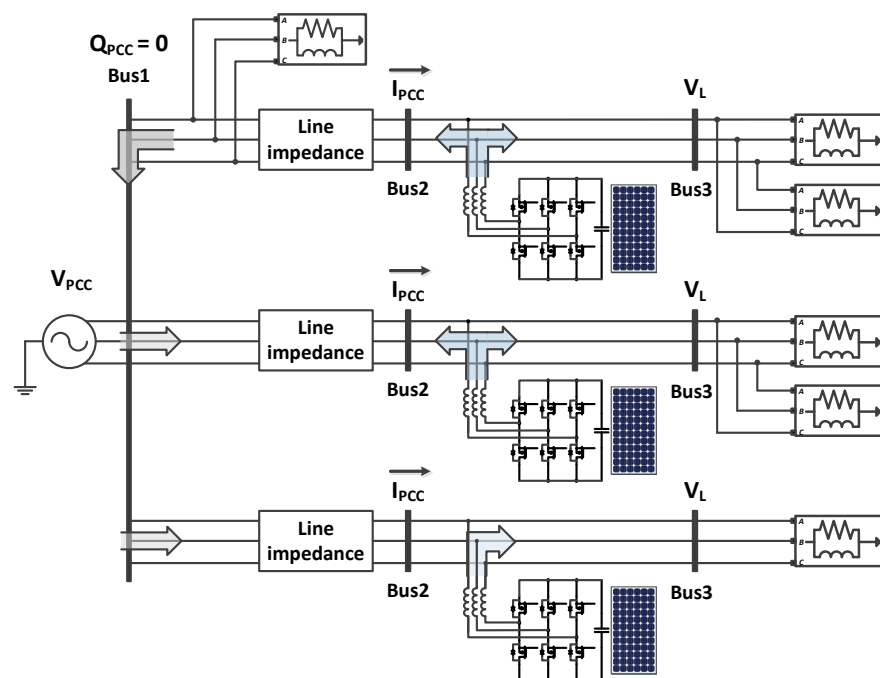 Q_PCC = 0
Bus1
A
B
C
Line impedance
I_PCC
Bus2
V_L
Bus3
A
B
C
A
B
C
V_PCC
Line impedance
I_PCC
Bus2
V_L
Bus3
A
B
C
A
B
C
Line impedance
I_PCC
Bus2
V_L
Bus3
A
B
C